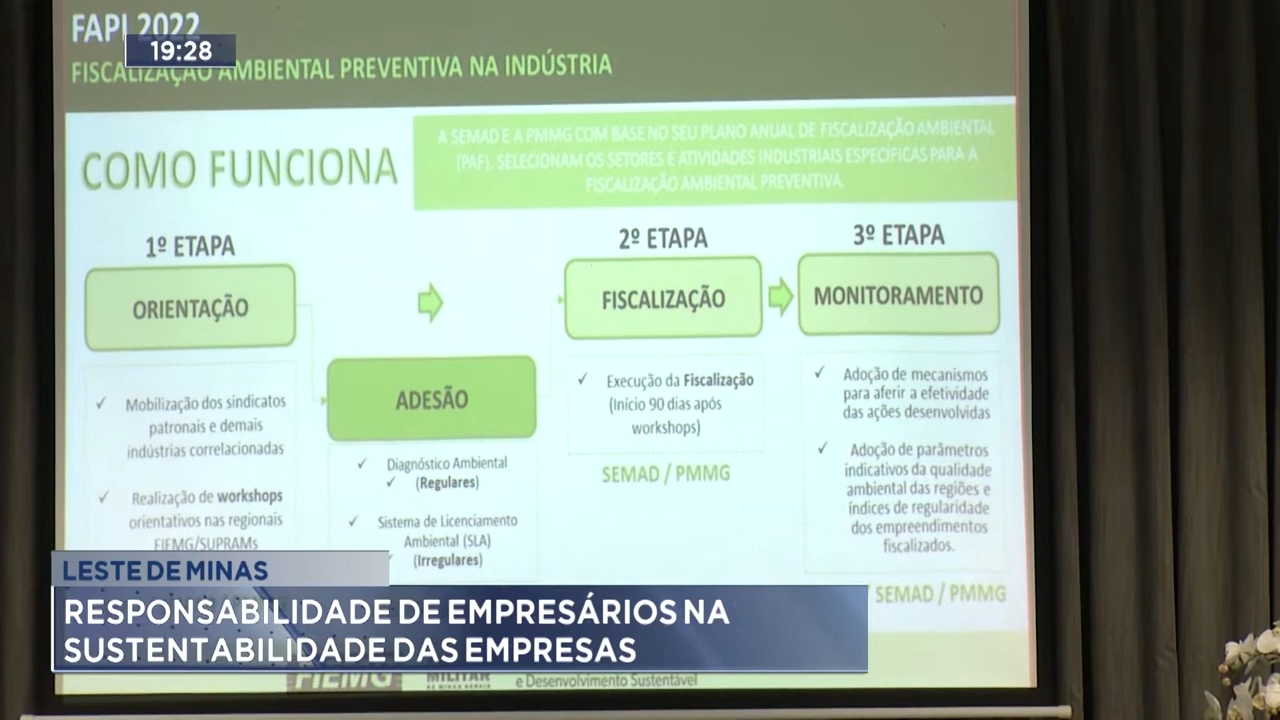 FAPI 2022
19:28
FISCALIZAÇÃO AMBIENTAL PREVENTIVA NA INDÚSTRIA
COMO FUNCIONA
A SEMAD E A PMMG COM BASE NO SEU PLANO ANUAL DE FISCALIZAÇÃO AMBIENTAL
(PAF), SELECIONAM OS SETORES E ATIVIDADES INDUSTRIAIS ESPECÍFICAS PARA A
FISCALIZAÇÃO AMBIENTAL PREVENTIVA.
1º ETAPA
ORIENTAÇÃO
✓ Mobilização dos sindicatos
patronais e demais
indústrias correlacionadas
✓ Realização de workshops
orientativos nas regionais
FIEMG/SUPRAMs
ADESÃO
✓ Diagnóstico Ambiental
✓ (Regulares)
✓ Sistema de Licenciamento
Ambiental (SLA)
(Irregulares)
2º ETAPA
FISCALIZAÇÃO
✓ Execução da Fiscalização
(Início 90 dias após
workshops)
SEMAD / PMMG
3º ETAPA
MONITORAMENTO
✓ Adoção de mecanismos
para aferir a efetividade
das ações desenvolvidas
✓ Adoção de parâmetros
indicativos da qualidade
ambiental das regiões e
índices de regularidade
dos empreendimentos
fiscalizados.
SEMAD / PMMG
LESTE DE MINAS
RESPONSABILIDADE DE EMPRESÁRIOS NA
SUSTENTABILIDADE DAS EMPRESAS
FIEMG
MILITAR
DE MINAS GERAIS
e Desenvolvimento Sustentável